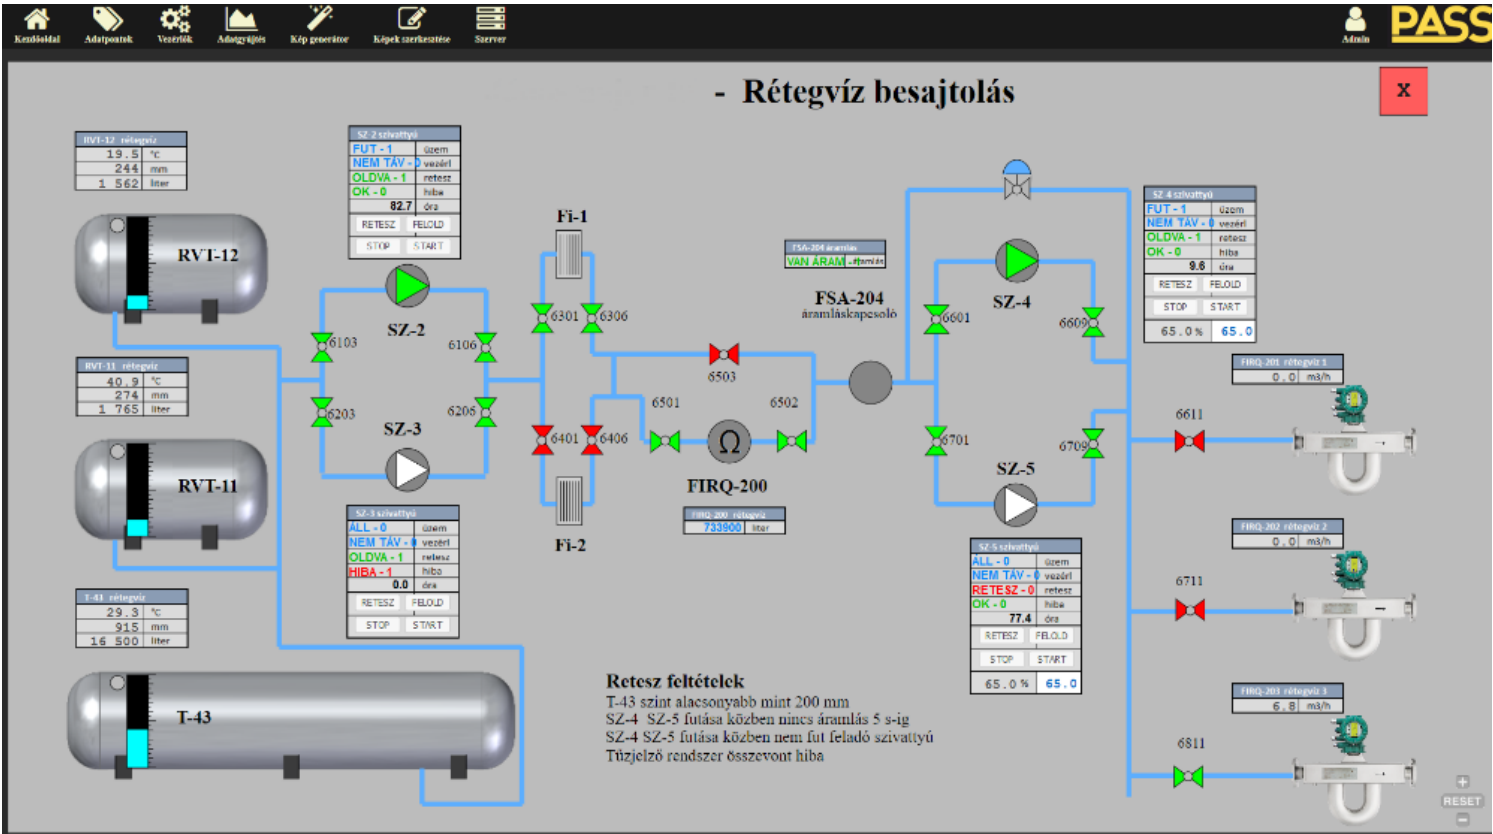 Kezdőoldal
Adatpontok
Vezérlők
Adatgyűjtés
Kép generátor
Képek szerkesztése
Szerver
Admin
PASS
- Rétegvíz besajtolás
X
RVT-12 rétegvíz
19.5 °C
244 mm
1 562 liter
RVT-12
RVT-11 rétegvíz
40.9 °C
274 mm
1 765 liter
RVT-11
T-43 rétegvíz
29.3 °C
915 mm
16 500 liter
T-43
SZ-2 szivattyú
FUT - 1 üzem
NEM TÁV - 0 vezérl
OLDVA - 1 retesz
OK - 0 hiba
82.7 óra
RETESZ FELOLD
STOP START
SZ-2
6103
6106
6203
6206
SZ-3
SZ-3 szivattyú
ÁLL - 0 üzem
NEM TÁV - 0 vezérl
OLDVA - 1 retesz
HIBA - 1 hiba
0.0 óra
RETESZ FELOLD
STOP START
Fi-1
6301
6306
6401
6406
Fi-2
6503
6501
6502
Ω
FIRQ-200
FIRQ-200 rétegvíz
733900 liter
FSA-204 áramlás
VAN ÁRAM áramlás
FSA-204
áramláskapcsoló
SZ-4
6601
6609
6701
6709
SZ-5
SZ-4 szivattyú
FUT - 1 üzem
NEM TÁV - 0 vezérl
OLDVA - 1 retesz
OK - 0 hiba
9.6 óra
RETESZ FELOLD
STOP START
65.0 % 65.0
SZ-5 szivattyú
ÁLL - 0 üzem
NEM TÁV - 0 vezérl
RETESZ - 0 retesz
OK - 0 hiba
77.4 óra
RETESZ FELOLD
STOP START
65.0 % 65.0
FIRQ-201 rétegvíz 1
0.0 m3/h
6611
FIRQ-202 rétegvíz 2
0.0 m3/h
6711
FIRQ-203 rétegvíz 3
6.8 m3/h
6811
Retesz feltételek
T-43 szint alacsonyabb mint 200 mm
SZ-4 SZ-5 futása közben nincs áramlás 5 s-ig
SZ-4 SZ-5 futása közben nem fut feladó szivattyú
Tűzjelző rendszer összevont hiba
RESET